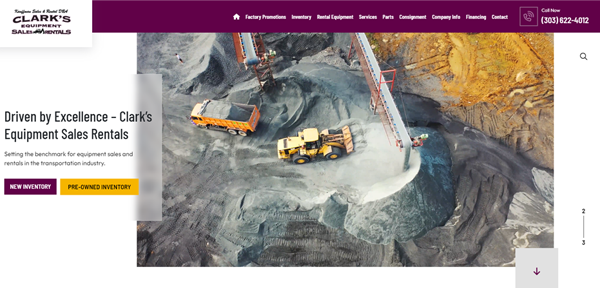 Kauffman Sales & Rental DBA
CLARK'S
EQUIPMENT
SALES AND RENTALS
Factory Promotions Inventory Rental Equipment Services Parts Consignment Company Info Financing Contact
Call Now
(303) 622-4012
Driven by Excellence – Clark's
Equipment Sales Rentals
Setting the benchmark for equipment sales and
rentals in the transportation industry.
NEW INVENTORY
PRE-OWNED INVENTORY
2
3